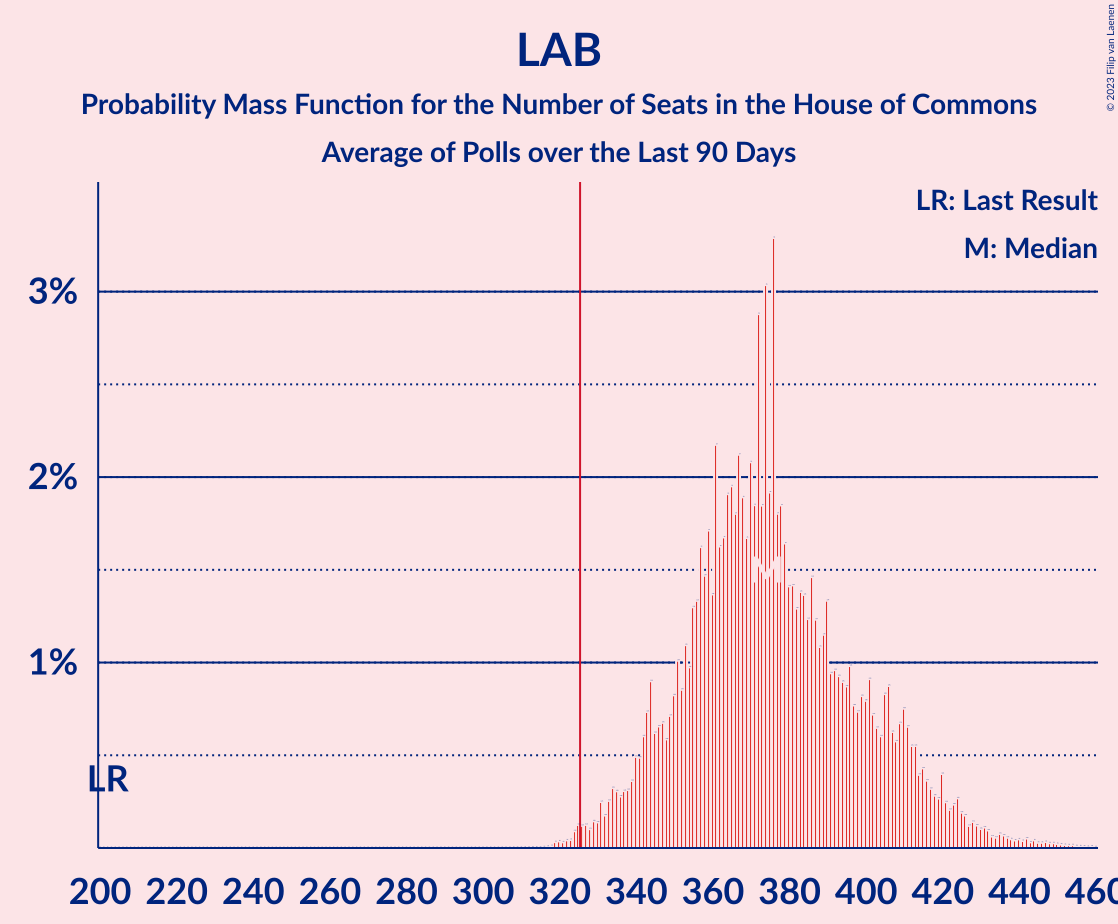 LAB
Probability Mass Function for the Number of Seats in the House of Commons
Average of Polls over the Last 90 Days
© 2023 Filip van Laenen
LR: Last Result
M: Median
3%
2%
1%
LR
M
200 220 240 260 280 300 320 340 360 380 400 420 440 460